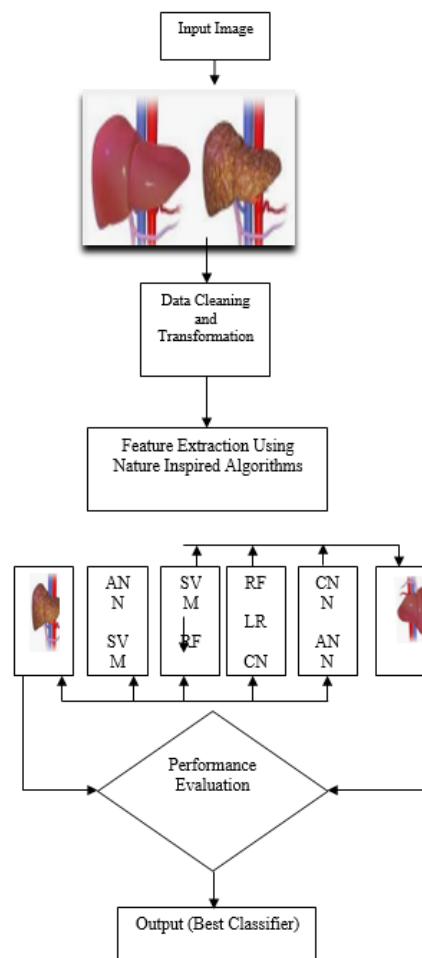 Input Image
Data Cleaning
and
Transformation
Feature Extraction Using
Nature Inspired Algorithms
AN
N
SV
M
SV
M
RF
RF
LR
CN
CN
N
AN
N
Performance
Evaluation
Output (Best Classifier)